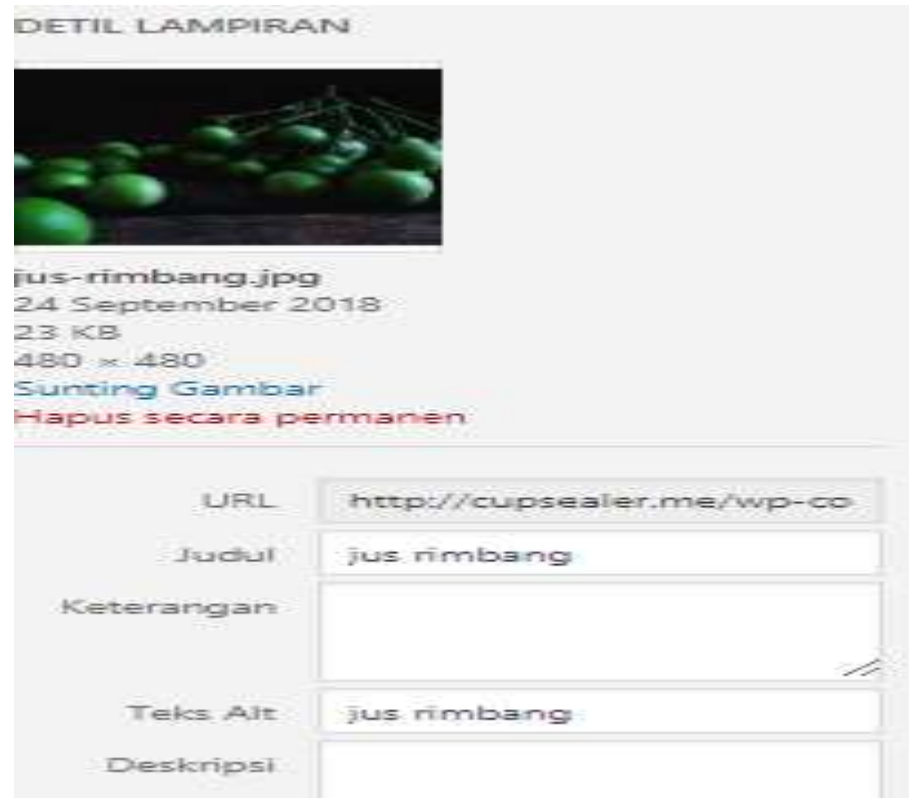 DETIL LAMPIRAN
jus-rimbang.jpg
24 September 2018
23 KB
480 × 480
Sunting Gambar
Hapus secara permanen
URL http://cupsealer.me/wp-co
Judul jus rimbang
Keterangan
Teks Alt jus rimbang
Deskripsi